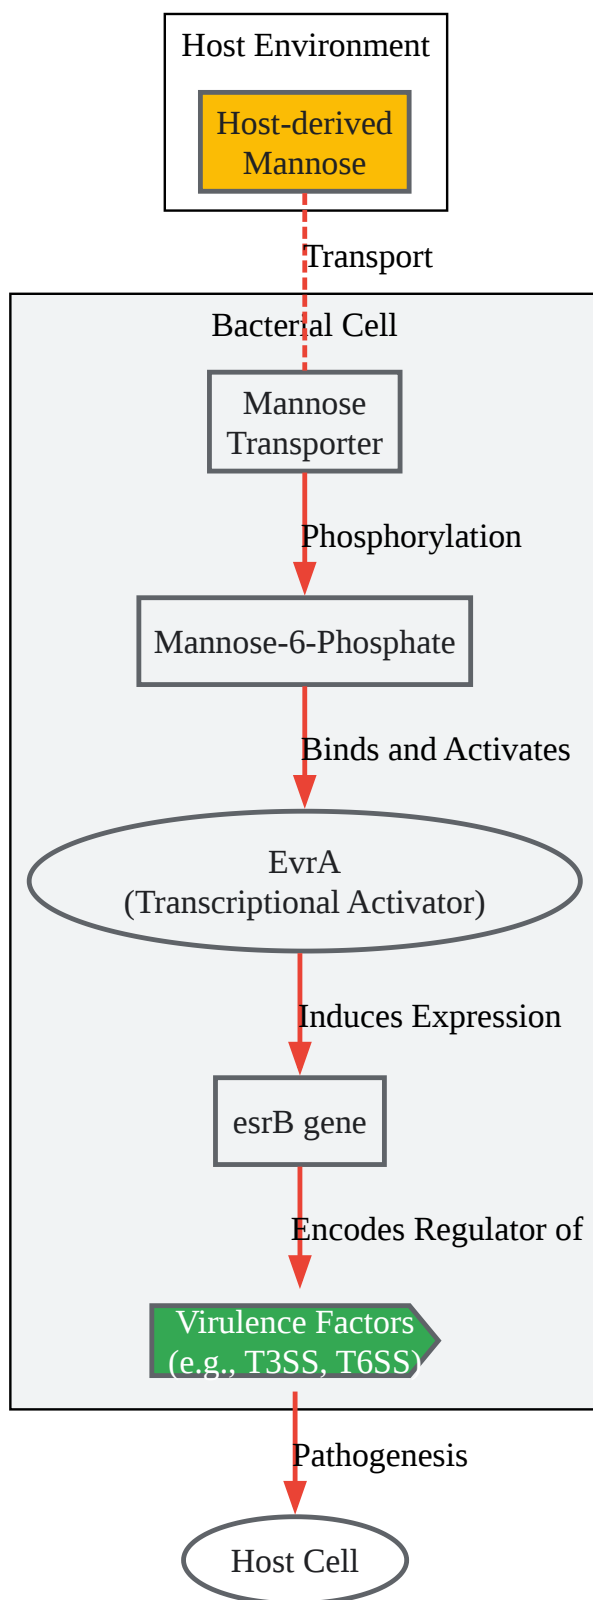 Host Environment
Host-derived
Mannose
Transport
Bacterial Cell
Mannose
Transporter
Phosphorylation
Mannose-6-Phosphate
Binds and Activates
EvrA
(Transcriptional Activator)
Induces Expression
esrB gene
Encodes Regulator of
Virulence Factors
(e.g., T3SS, T6SS)
Pathogenesis
Host Cell